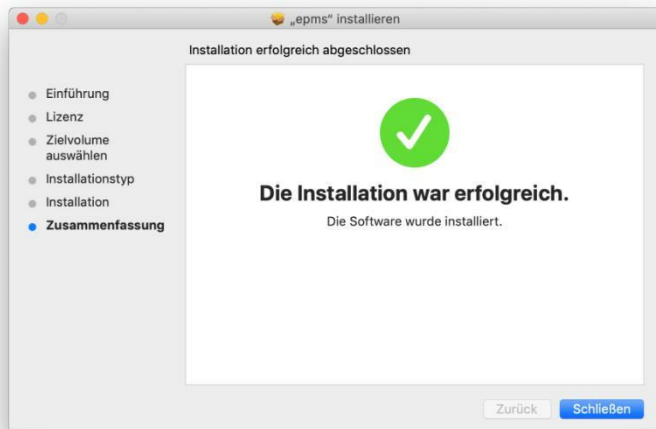 „epms“ installieren
Installation erfolgreich abgeschlossen
Einführung
Lizenz
Zielvolume
auswählen
Installationstyp
Installation
Zusammenfassung
Die Installation war erfolgreich.
Die Software wurde installiert.
Zurück
Schließen